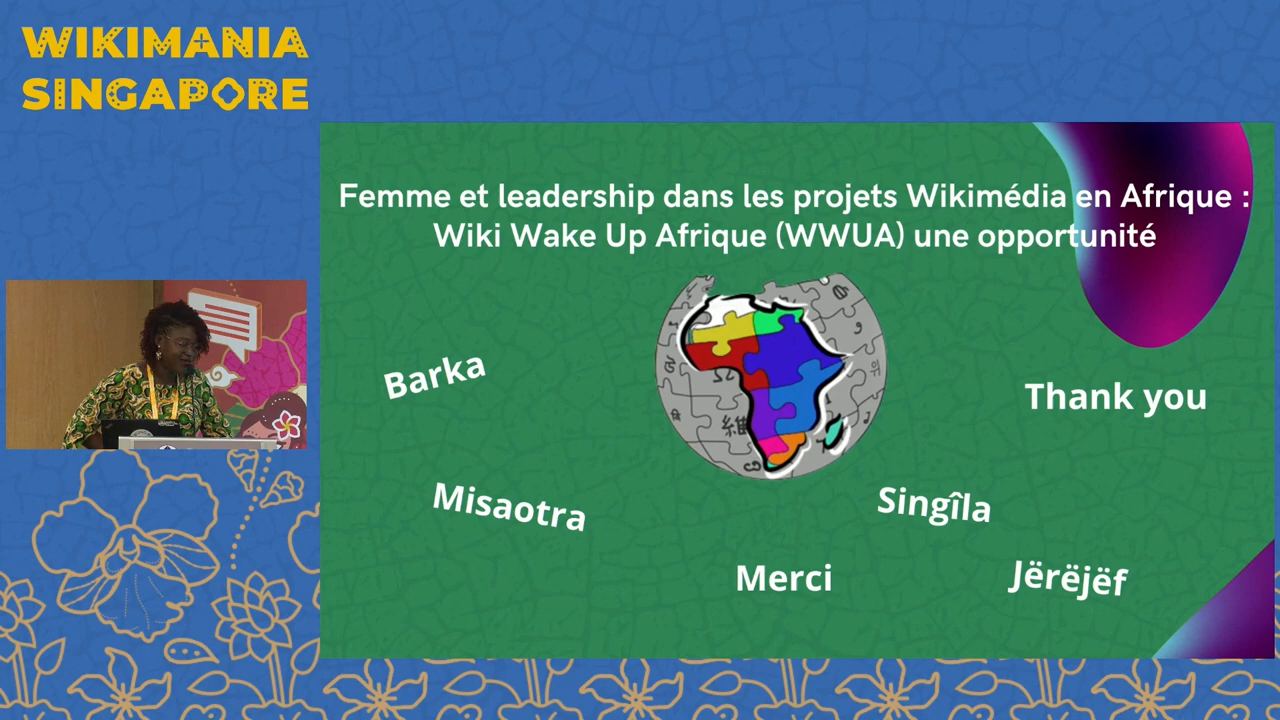 WIKIMANIA
SINGAPORE
Femme et leadership dans les projets Wikimédia en Afrique :
Wiki Wake Up Afrique (WWUA) une opportunité
Barka
Thank you
Misaotra
Singîla
Merci
Jërëjëf